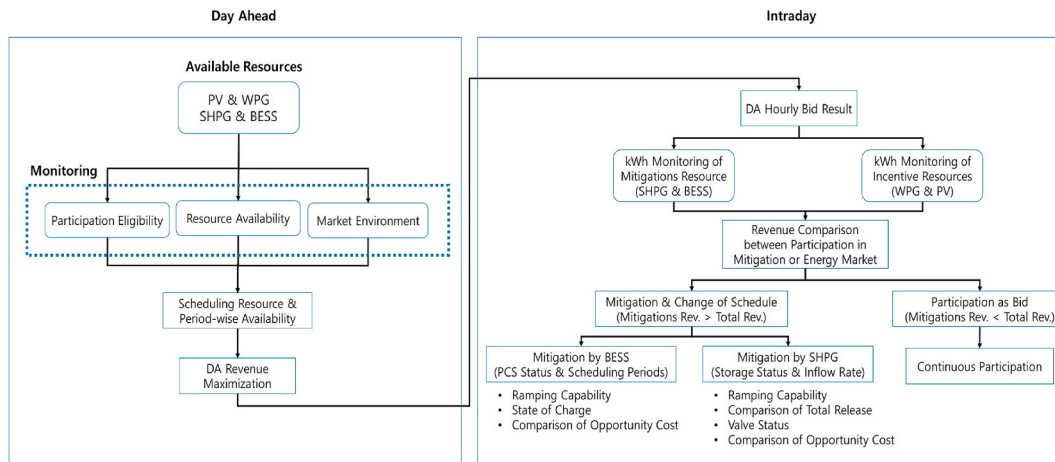 Day Ahead
Available Resources
PV & WPG
SHPG & BESS
Monitoring
Participation Eligibility
Resource Availability
Market Environment
Scheduling Resource &
Period-wise Availability
DA Revenue
Maximization
Intraday
DA Hourly Bid Result
kWh Monitoring of
Mitigations Resource
(SHPG & BESS)
kWh Monitoring of
Incentive Resources
(WPG & PV)
Revenue Comparison
between Participation in
Mitigation or Energy Market
Mitigation & Change of Schedule
(Mitigations Rev. > Total Rev.)
Participation as Bid
(Mitigations Rev. < Total Rev.)
Mitigation by BESS
(PCS Status & Scheduling Periods)
• Ramping Capability
• State of Charge
• Comparison of Opportunity Cost
Mitigation by SHPG
(Storage Status & Inflow Rate)
• Ramping Capability
• Comparison of Total Release
• Valve Status
• Comparison of Opportunity Cost
Continuous Participation